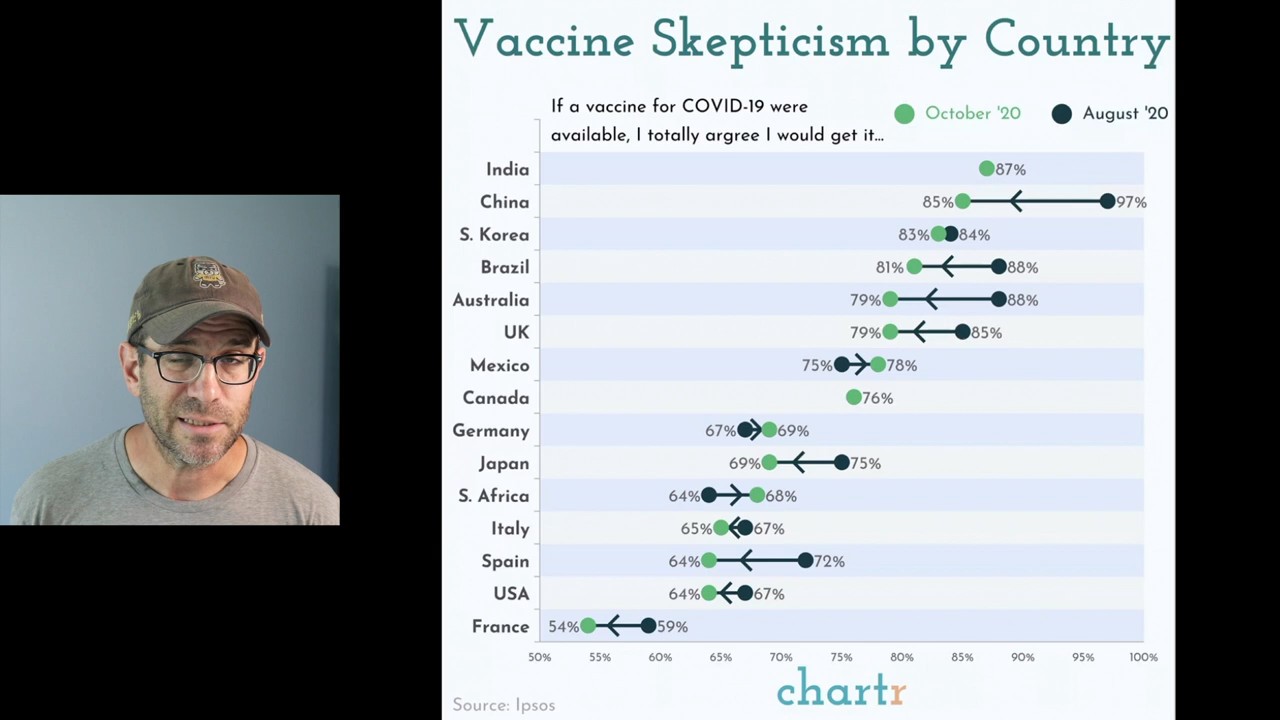 Vaccine Skepticism by Country
If a vaccine for COVID-19 were
available, I totally argree I would get it...
October '20
August '20
India 87%
China 85% 97%
S. Korea 83% 84%
Brazil 81% 88%
Australia 79% 88%
UK 79% 85%
Mexico 75% 78%
Canada 76%
Germany 67% 69%
Japan 69% 75%
S. Africa 64% 68%
Italy 65% 67%
Spain 64% 72%
USA 64% 67%
France 54% 59%
50% 55% 60% 65% 70% 75% 80% 85% 90% 95% 100%
chartr
Source: Ipsos